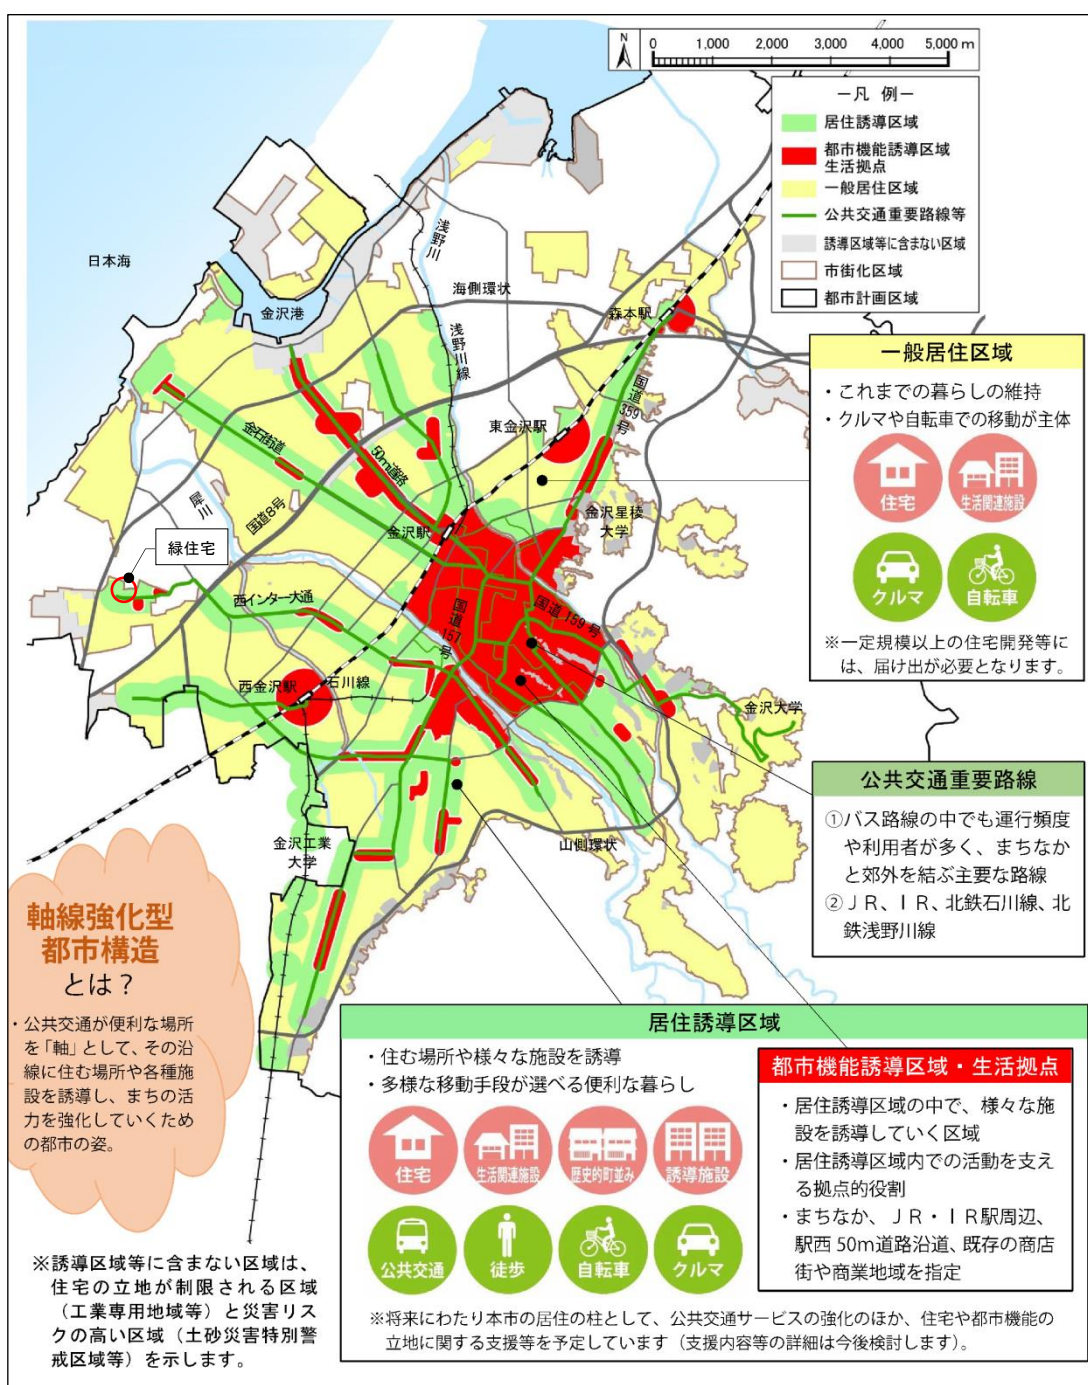 N
0 1,000 2,000 3,000 4,000 5,000 m
－凡 例－
居住誘導区域
都市機能誘導区域
生活拠点
一般居住区域
公共交通重要路線等
誘導区域等に含まない区域
市街化区域
都市計画区域
日本海
金沢港
浅野川
海側環状
浅野川線
森本駅
国道359号
東金沢駅
金石街道
50m道路
犀川
国道8号
金沢駅
金沢星稜
大学
緑住宅
西インター大通
国道157号
国道159号
西金沢駅
石川線
金沢大学
金沢工業
大学
山側環状
一般居住区域
・これまでの暮らしの維持
・クルマや自転車での移動が主体
住宅
生活関連施設
クルマ
自転車
※一定規模以上の住宅開発等に
は、届け出が必要となります。
公共交通重要路線
①バス路線の中でも運行頻度
や利用者が多く、まちなか
と郊外を結ぶ主要な路線
②ＪＲ、ＩＲ、北鉄石川線、北
鉄浅野川線
軸線強化型
都市構造
とは？
・公共交通が便利な場所
を「軸」として、その沿
線に住む場所や各種施
設を誘導し、まちの活
力を強化していくため
の都市の姿。
※誘導区域等に含まない区域は、
住宅の立地が制限される区域
（工業専用地域等）と災害リス
クの高い区域（土砂災害特別警
戒区域等）を示します。
居住誘導区域
・住む場所や様々な施設を誘導
・多様な移動手段が選べる便利な暮らし
住宅
生活関連施設
歴史的町並み
誘導施設
公共交通
徒歩
自転車
クルマ
都市機能誘導区域・生活拠点
・居住誘導区域の中で、様々な施
設を誘導していく区域
・居住誘導区域内での活動を支え
る拠点的役割
・まちなか、ＪＲ・ＩＲ駅周辺、
駅西 50m道路沿道、既存の商店
街や商業地域を指定
※将来にわたり本市の居住の柱として、公共交通サービスの強化のほか、住宅や都市機能の
立地に関する支援等を予定しています（支援内容等の詳細は今後検討します）。